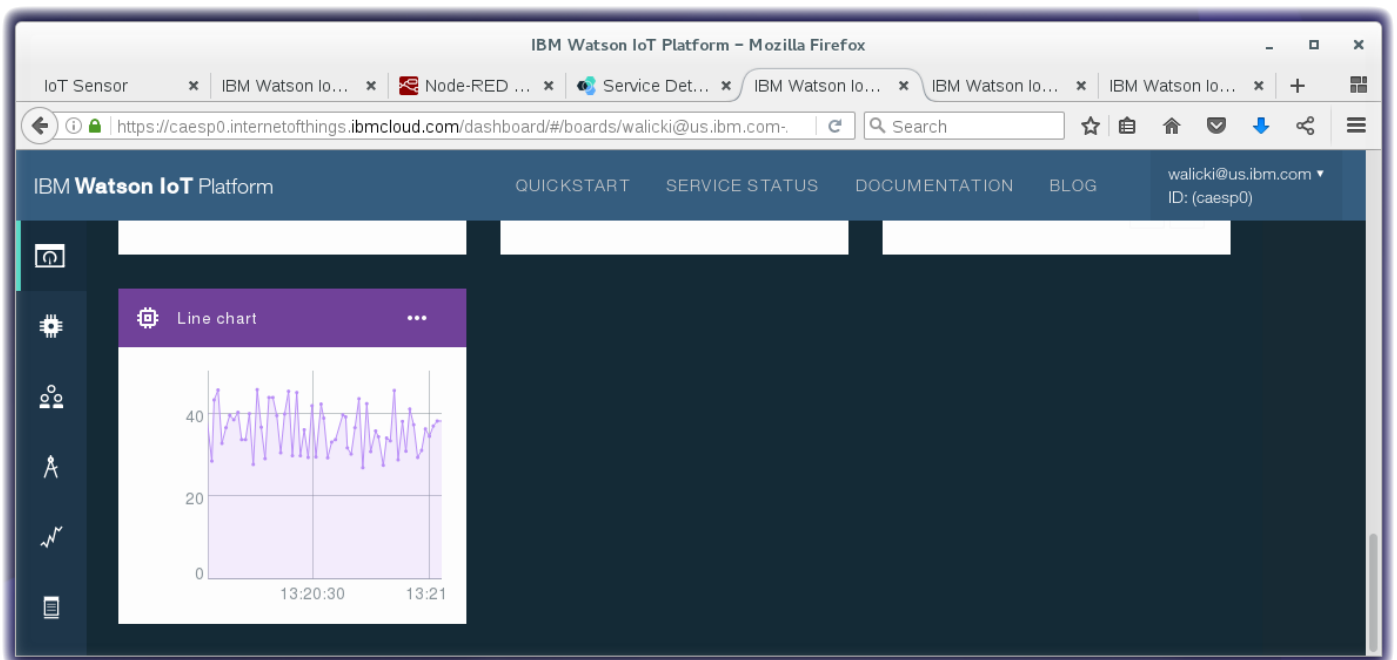 IBM Watson IoT Platform – Mozilla Firefox
IoT Sensor
IBM Watson Io...
Node-RED ...
Service Det...
IBM Watson Io...
IBM Watson Io...
IBM Watson Io...
https://caesp0.internetofthings.ibmcloud.com/dashboard/#/boards/walicki@us.ibm.com-.
Search
IBM Watson IoT Platform
QUICKSTART
SERVICE STATUS
DOCUMENTATION
BLOG
walicki@us.ibm.com ▾
ID: (caesp0)
Line chart
40
20
0
13:20:30
13:21